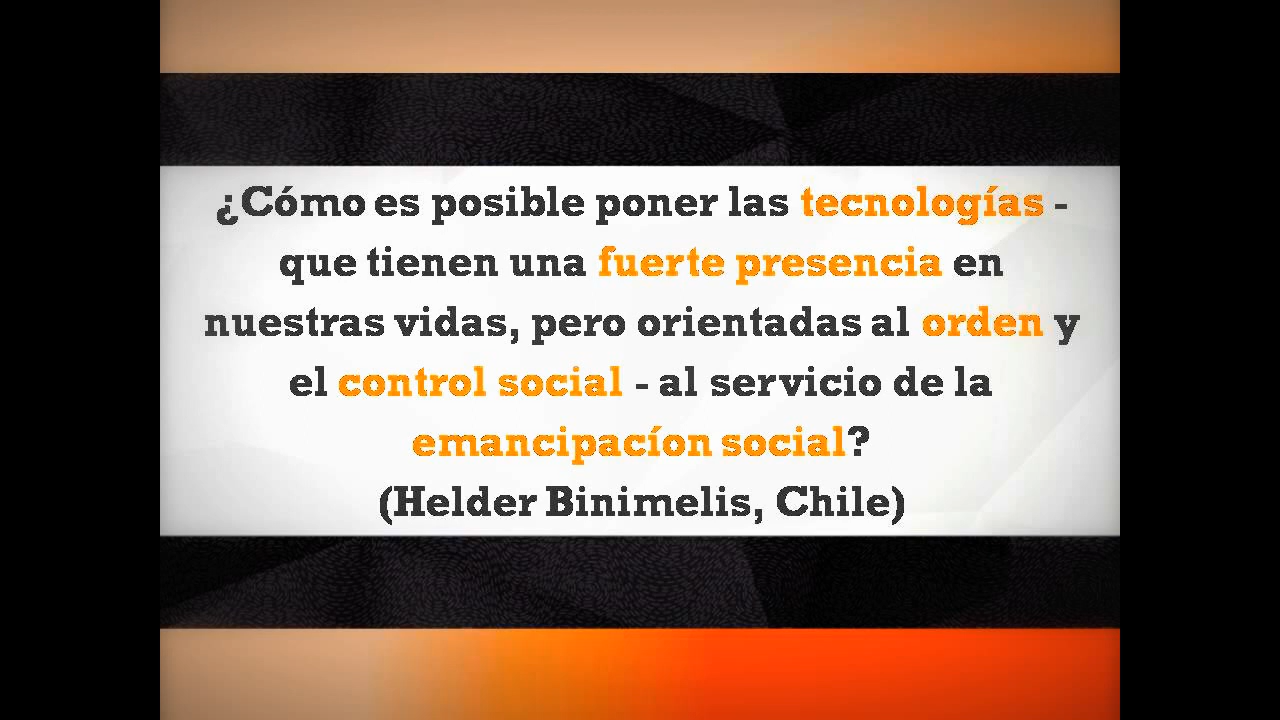 ¿Cómo es posible poner las tecnologías -
que tienen una fuerte presencia en
nuestras vidas, pero orientadas al orden y
el control social - al servicio de la
emancipacíon social?
(Helder Binimelis, Chile)